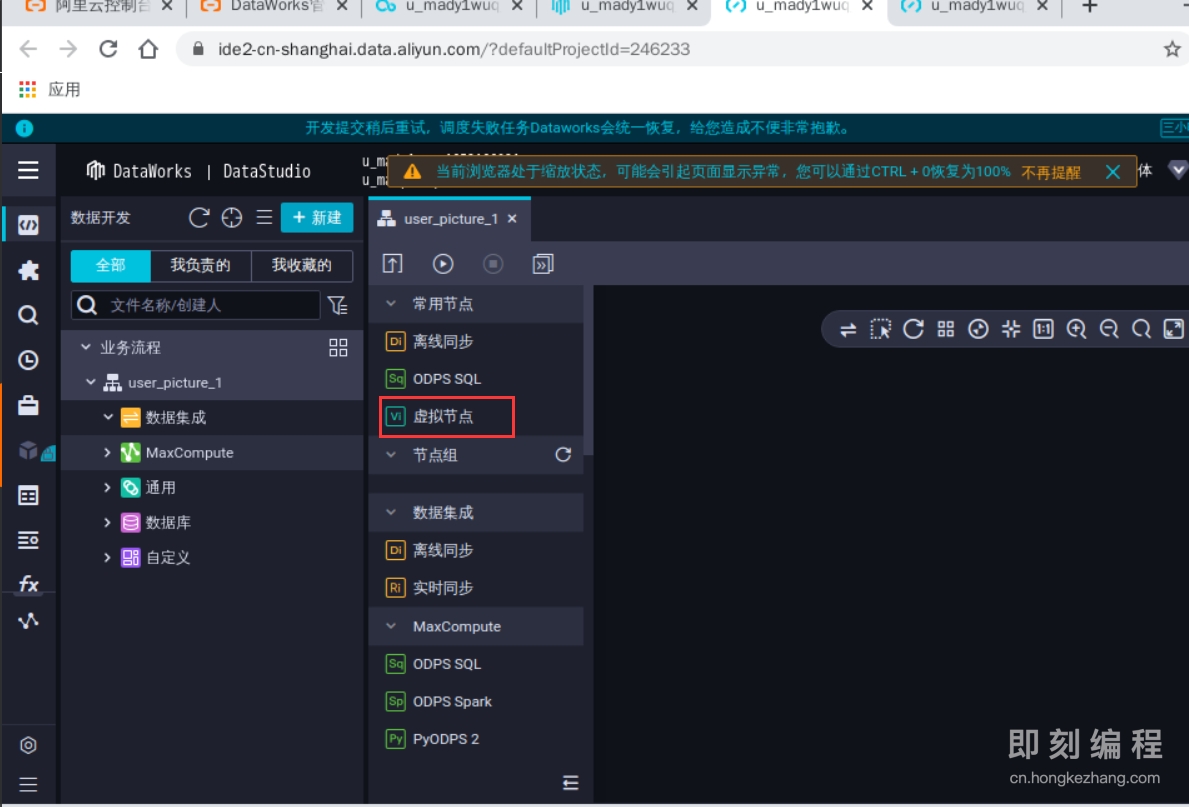 阿里云控制台
DataWorks管
u_mady1wuq
u_mady1wuq
u_mady1wuq
u_mady1wuq
ide2-cn-shanghai.data.aliyun.com/?defaultProjectId=246233
应用
开发提交稍后重试，调度失败任务Dataworks会统一恢复，给您造成不便非常抱歉。
三小
DataWorks | DataStudio
当前浏览器处于缩放状态，可能会引起页面显示异常，您可以通过CTRL + 0恢复为100% 不再提醒
体
数据开发
+ 新建
user_picture_1
全部 我负责的 我收藏的
文件名称/创建人
业务流程
user_picture_1
数据集成
MaxCompute
通用
数据库
自定义
fx
常用节点
Di 离线同步
Sq ODPS SQL
Vi 虚拟节点
节点组
数据集成
Di 离线同步
Ri 实时同步
MaxCompute
Sq ODPS SQL
Sp ODPS Spark
Py PyODPS 2
1:1
即刻编程
cn.hongkezhang.com